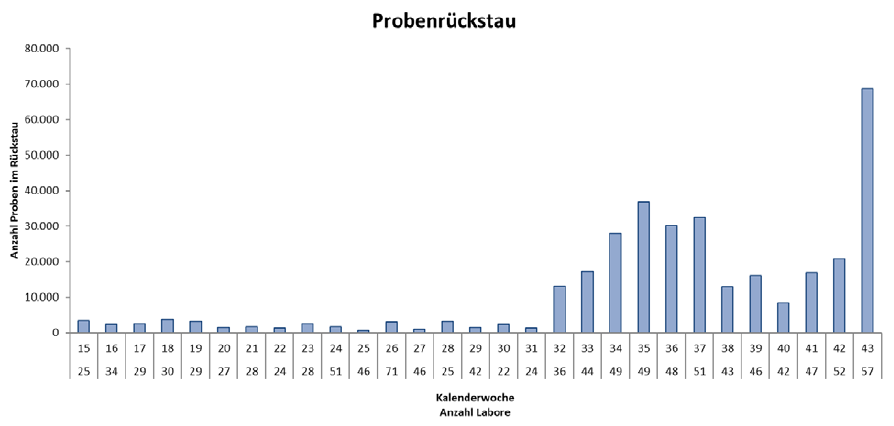 Probenrückstau
80.000
70.000
60.000
50.000
40.000
30.000
20.000
10.000
0
Anzahl Proben im Rückstau
15 16 17 18 19 20 21 22 23 24 25 26 27 28 29 30 31 32 33 34 35 36 37 38 39 40 41 42 43
25 34 29 30 29 27 28 24 28 51 46 71 46 25 42 22 24 36 44 49 49 48 51 43 46 42 47 52 57
Kalenderwoche
Anzahl Labore